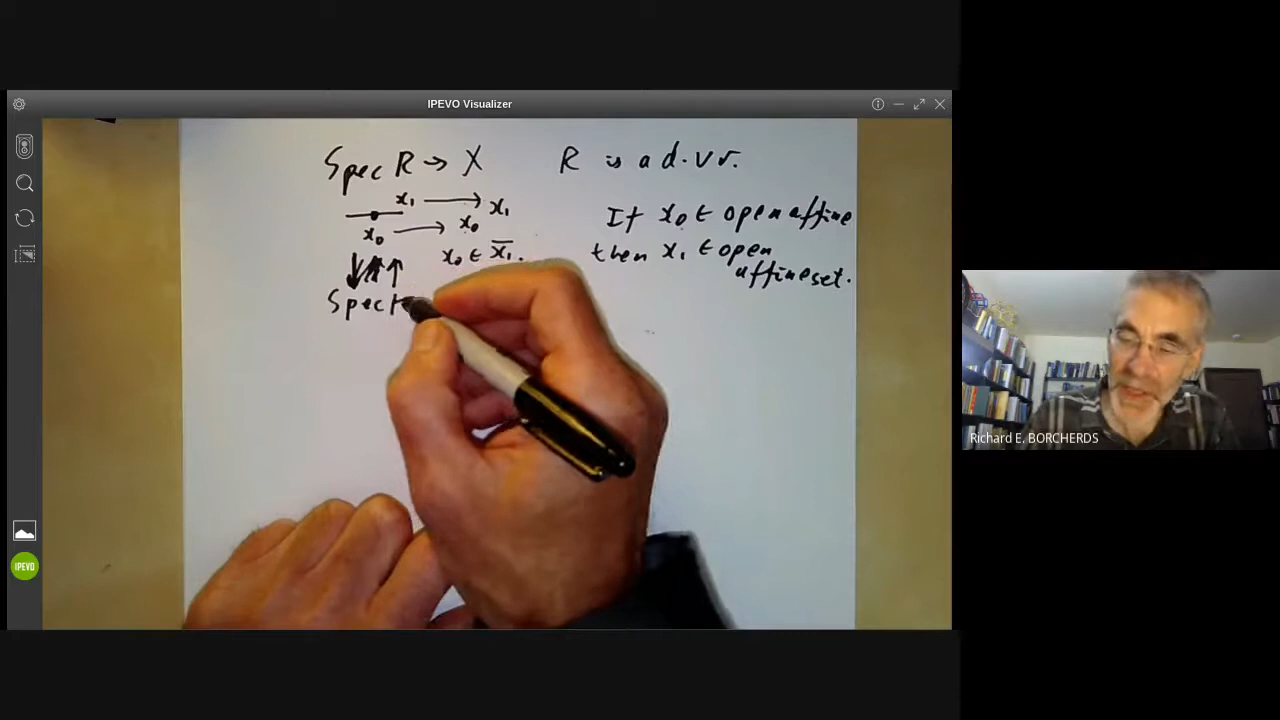 IPEVO Visualizer
Spec R → X    R is a d.v r.
x₁ → x₁
x₀ → x₀
x₀ ∈ x̄₁.
If x₀ ∈ open affine
then x₁ ∈ open
affine set.
↓ ↑
Spec
Richard E. BORCHERDS
IPEVO